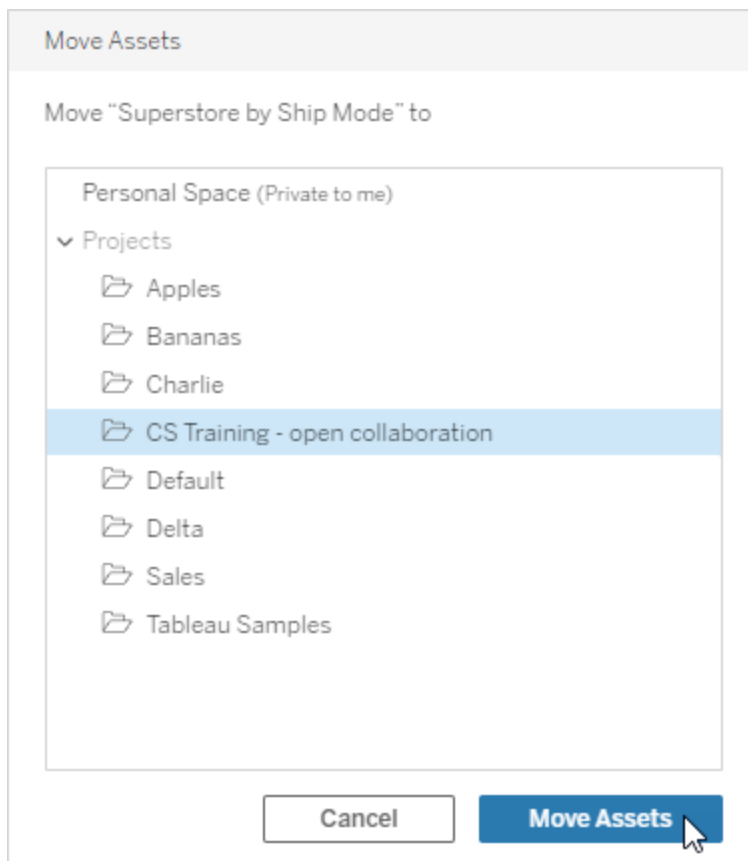 Move Assets
Move “Superstore by Ship Mode” to
Personal Space (Private to me)
Projects
Apples
Bananas
Charlie
CS Training - open collaboration
Default
Delta
Sales
Tableau Samples
Cancel
Move Assets